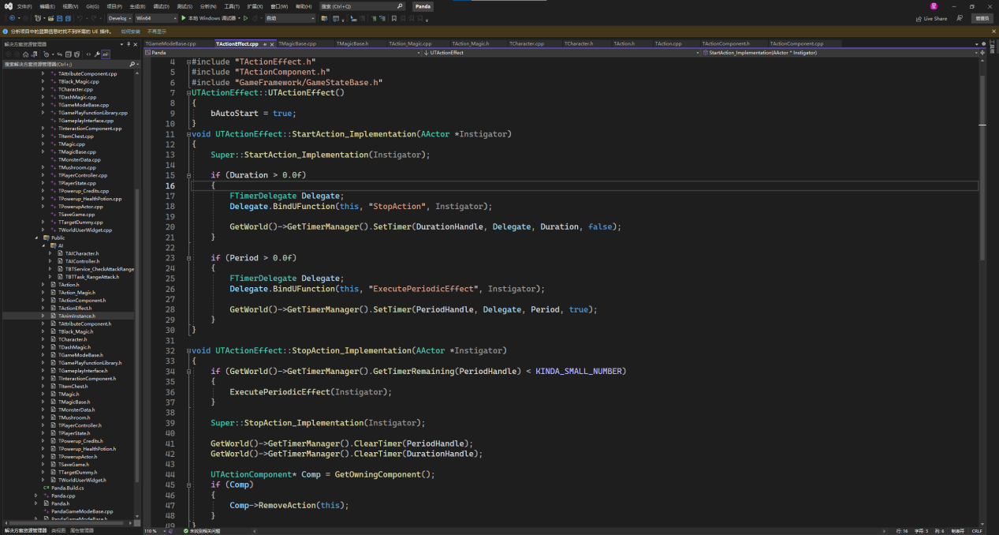 文件(F) 编辑(E) 视图(V) Git(G) 项目(P) 生成(B) 调试(D) 测试(S) 分析(N) 工具(T) 扩展(X) 窗口(W) 帮助(H) 搜索 (Ctrl+Q) Panda
Develop Win64 本地 Windows 调试器 自动 Live Share 管理员
分析项目中的蓝图信息时找不到所需的 UE 插件。 如何安装 不再显示
解决方案资源管理器
搜索解决方案资源管理器(Ctrl+;)
TAttributeComponent.cpp
TBlack_Magic.cpp
TCharacter.cpp
TDashMagic.cpp
TGameModeBase.cpp
TGamePlayFunctionLibrary.cpp
TGameplayInterface.cpp
TInteractionComponent.cpp
TItemChest.cpp
TMagic.cpp
TMagicBase.cpp
TMonsterData.cpp
TMushroom.cpp
TPlayerController.cpp
TPlayerState.cpp
TPowerup_Credits.cpp
TPowerup_HealthPotion.cpp
TPowerupActor.cpp
TSaveGame.cpp
TTargetDummy.cpp
TWorldUserWidget.cpp
Public
AI
TAICharacter.h
TAIController.h
TBTService_CheckAttackRange
TBTTask_RangeAttack.h
TAction.h
TAction_Magic.h
TActionComponent.h
TActionEffect.h
TAnimInstance.h
TAttributeComponent.h
TBlack_Magic.h
TCharacter.h
TDashMagic.h
TGameModeBase.h
TGamePlayFunctionLibrary.h
TGameplayInterface.h
TInteractionComponent.h
TItemChest.h
TMagic.h
TMagicBase.h
TMonsterData.h
TMushroom.h
TPlayerController.h
TPlayerState.h
TPowerup_Credits.h
TPowerup_HealthPotion.h
TPowerupActor.h
TSaveGame.h
TTargetDummy.h
TWorldUserWidget.h
Panda.Build.cs
Panda.cpp
Panda.h
PandaGameModeBase.cpp
PandaGameModeBase.h
解决方案资源管理器 类视图 属性管理器
TGameModeBase.cpp TActionEffect.cpp TMagicBase.cpp TMagicBase.h TAction_Magic.cpp TAction_Magic.h TCharacter.cpp TCharacter.h TAction.cpp TAction.h TActionComponent.h TActionComponent.cpp
Panda UTActionEffect StartAction_Implementation(AActor * Instigator)
4 #include "TActionEffect.h"
5 #include "TActionComponent.h"
6 #include "GameFramework/GameStateBase.h"
7 UTActionEffect::UTActionEffect()
8 {
9 bAutoStart = true;
10 }
11 void UTActionEffect::StartAction_Implementation(AActor *Instigator)
12 {
13 Super::StartAction_Implementation(Instigator);
14
15 if (Duration > 0.0f)
16 {
17 FTimerDelegate Delegate;
18 Delegate.BindUFunction(this, "StopAction", Instigator);
19
20 GetWorld()->GetTimerManager().SetTimer(DurationHandle, Delegate, Duration, false);
21 }
22
23 if (Period > 0.0f)
24 {
25 FTimerDelegate Delegate;
26 Delegate.BindUFunction(this, "ExecutePeriodicEffect", Instigator);
27
28 GetWorld()->GetTimerManager().SetTimer(PeriodHandle, Delegate, Period, true);
29 }
30 }
31
32 void UTActionEffect::StopAction_Implementation(AActor *Instigator)
33 {
34 if (GetWorld()->GetTimerManager().GetTimerRemaining(PeriodHandle) < KINDA_SMALL_NUMBER)
35 {
36 ExecutePeriodicEffect(Instigator);
37 }
38
39 Super::StopAction_Implementation(Instigator);
40
41 GetWorld()->GetTimerManager().ClearTimer(PeriodHandle);
42 GetWorld()->GetTimerManager().ClearTimer(DurationHandle);
43
44 UTActionComponent* Comp = GetOwningComponent();
45 if (Comp)
46 {
47 Comp->RemoveAction(this);
48 }
49 }
110 % 未找到相关问题 行: 16 字符: 3 列: 6 制表符 CRLF